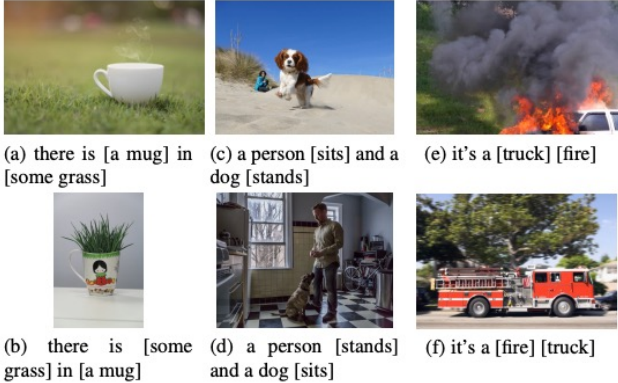 (a) there is [a mug] in
[some grass]
(c) a person [sits] and a
dog [stands]
(e) it's a [truck] [fire]
(b) there is [some
grass] in [a mug]
(d) a person [stands]
and a dog [sits]
(f) it's a [fire] [truck]